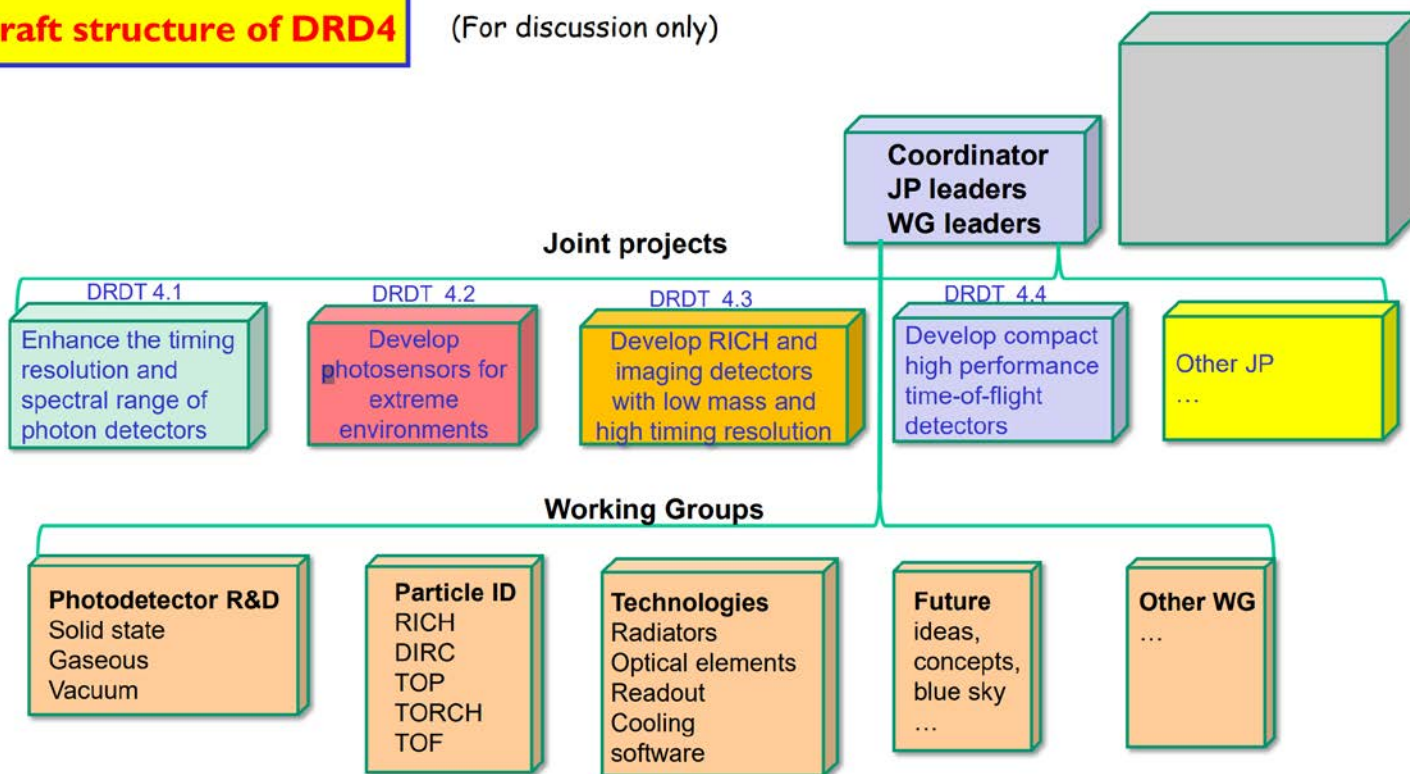 raft structure of DRD4
(For discussion only)
Coordinator
JP leaders
WG leaders
Joint projects
DRDT 4.1
Enhance the timing
resolution and
spectral range of
photon detectors
DRDT 4.2
Develop
photosensors for
extreme
environments
DRDT 4.3
Develop RICH and
imaging detectors
with low mass and
high timing resolution
DRDT 4.4
Develop compact
high performance
time-of-flight
detectors
Other JP
…
Working Groups
Photodetector R&D
Solid state
Gaseous
Vacuum
Particle ID
RICH
DIRC
TOP
TORCH
TOF
Technologies
Radiators
Optical elements
Readout
Cooling
software
Future
ideas,
concepts,
blue sky
…
Other WG
…